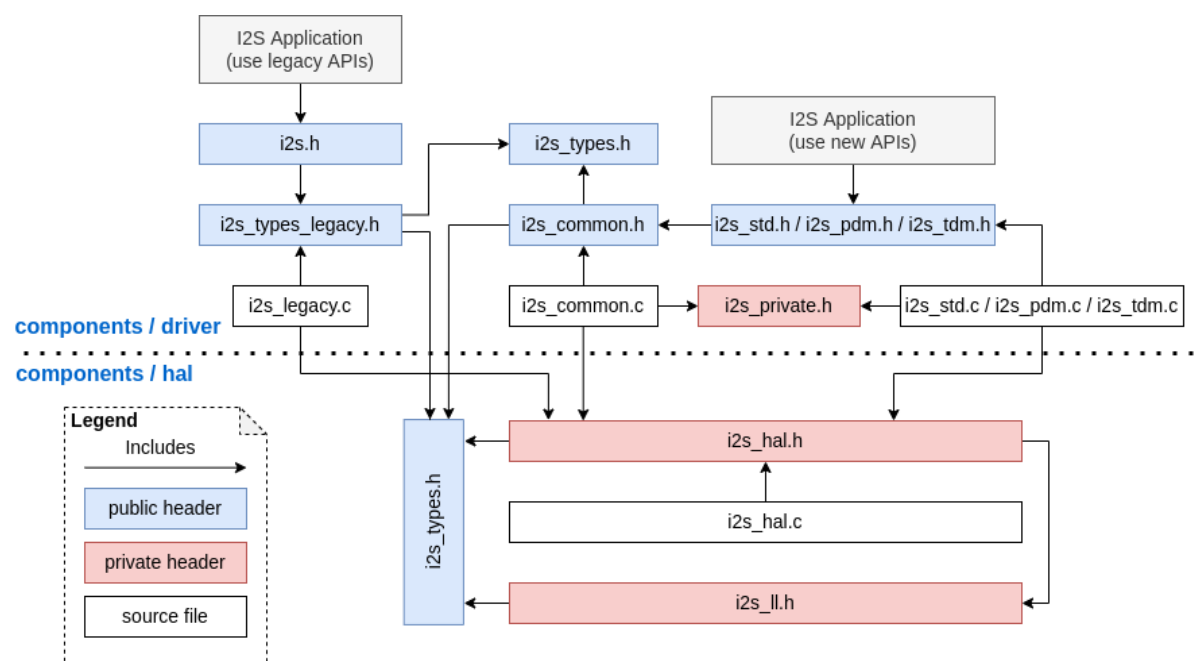 I2S Application
(use legacy APIs)
i2s.h
i2s_types.h
I2S Application
(use new APIs)
i2s_types_legacy.h
i2s_common.h
i2s_std.h / i2s_pdm.h / i2s_tdm.h
i2s_legacy.c
i2s_common.c
i2s_private.h
i2s_std.c / i2s_pdm.c / i2s_tdm.c
components / driver
components / hal
Legend
Includes
public header
private header
source file
i2s_types.h
i2s_hal.h
i2s_hal.c
i2s_ll.h